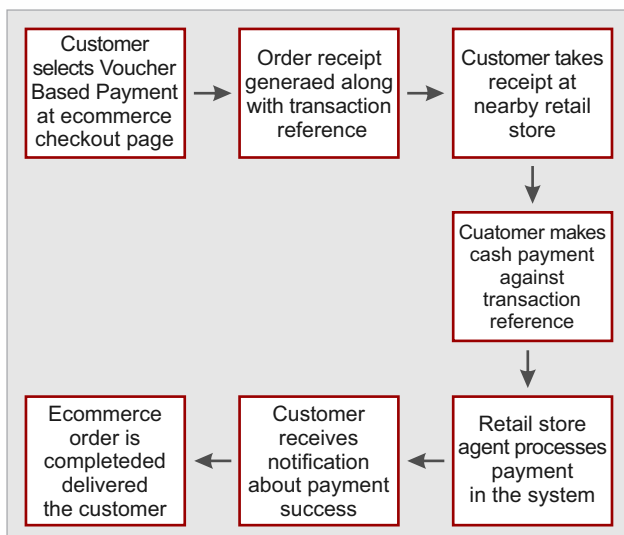 Customer
selects Voucher
Based Payment
at ecommerce
checkout page
Order receipt
generaed along
with transaction
reference
Customer takes
receipt at
nearby retail
store
Cuatomer makes
cash payment
against
transaction
reference
Retail store
agent processes
payment
in the system
Customer
receives
notification
about payment
success
Ecommerce
order is
completeded
delivered
the customer